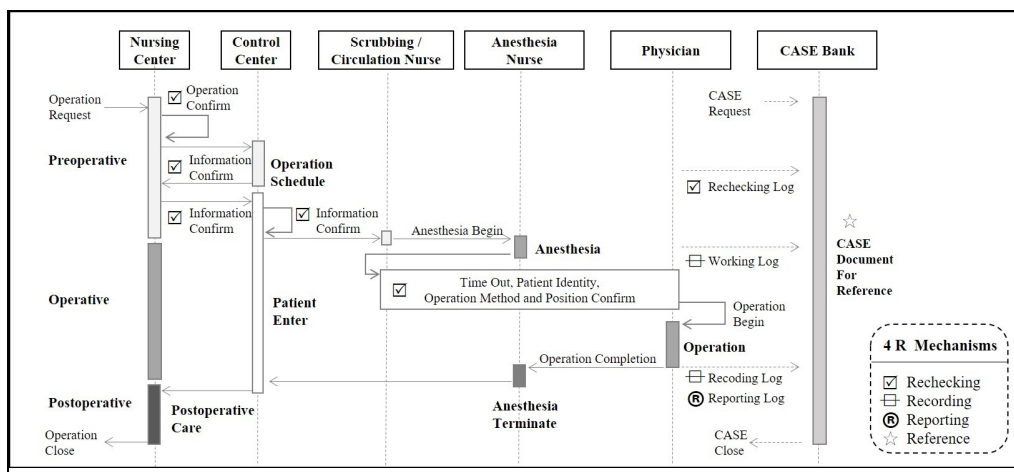 Nursing
Center
Control
Center
Scrubbing /
Circulation Nurse
Anesthesia
Nurse
Physician
CASE Bank
Operation
Request
Operation
Confirm
CASE
Request
Preoperative
Information
Confirm
Operation
Schedule
Rechecking Log
Information
Confirm
Information
Confirm
Anesthesia Begin
Anesthesia
Working Log
CASE
Document
For
Reference
Operative
Time Out, Patient Identity,
Operation Method and Position Confirm
Patient
Enter
Operation
Begin
Operation
Operation Completion
Recoding Log
R Reporting Log
Postoperative
Postoperative
Care
Anesthesia
Terminate
Operation
Close
CASE
Close
4 R Mechanisms
Rechecking
Recording
R Reporting
Reference